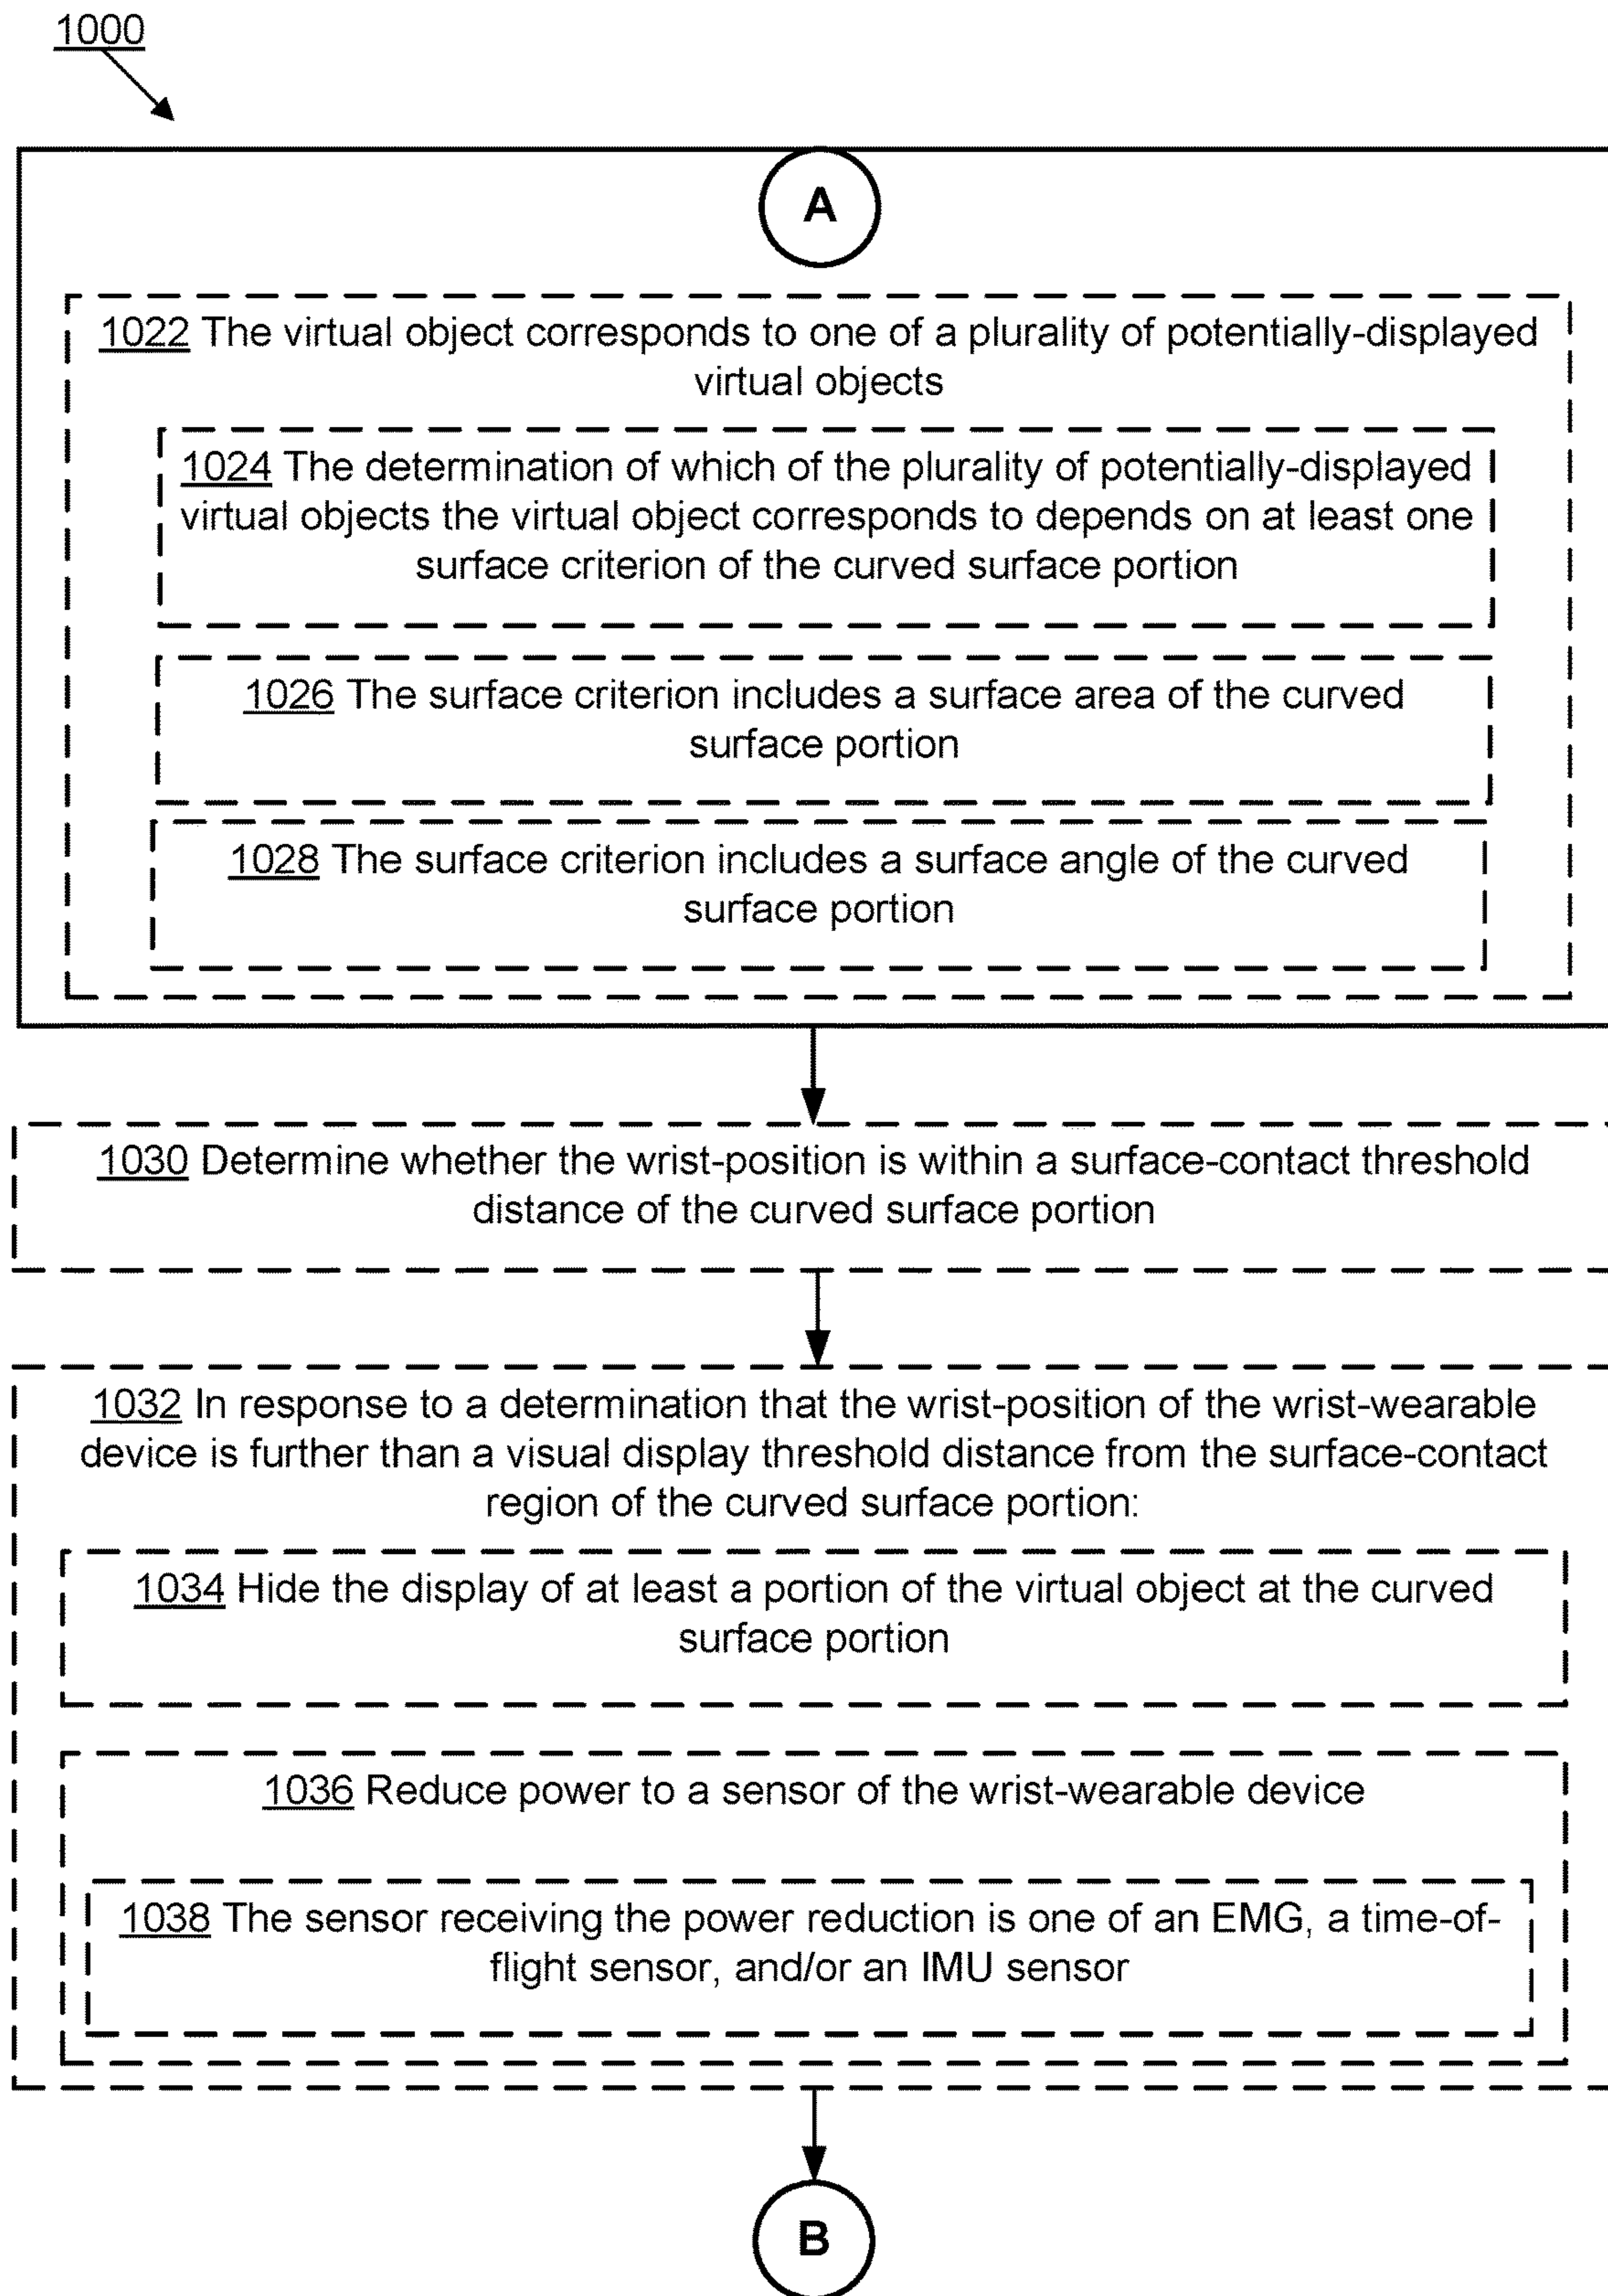 1000
A
1022 The virtual object corresponds to one of a plurality of potentially-displayed
virtual objects
1024 The determination of which of the plurality of potentially-displayed
virtual objects the virtual object corresponds to depends on at least one
surface criterion of the curved surface portion
1026 The surface criterion includes a surface area of the curved
surface portion
1028 The surface criterion includes a surface angle of the curved
surface portion
1030 Determine whether the wrist-position is within a surface-contact threshold
distance of the curved surface portion
1032 In response to a determination that the wrist-position of the wrist-wearable
device is further than a visual display threshold distance from the surface-contact
region of the curved surface portion:
1034 Hide the display of at least a portion of the virtual object at the curved
surface portion
1036 Reduce power to a sensor of the wrist-wearable device
1038 The sensor receiving the power reduction is one of an EMG, a time-of-
flight sensor, and/or an IMU sensor
B